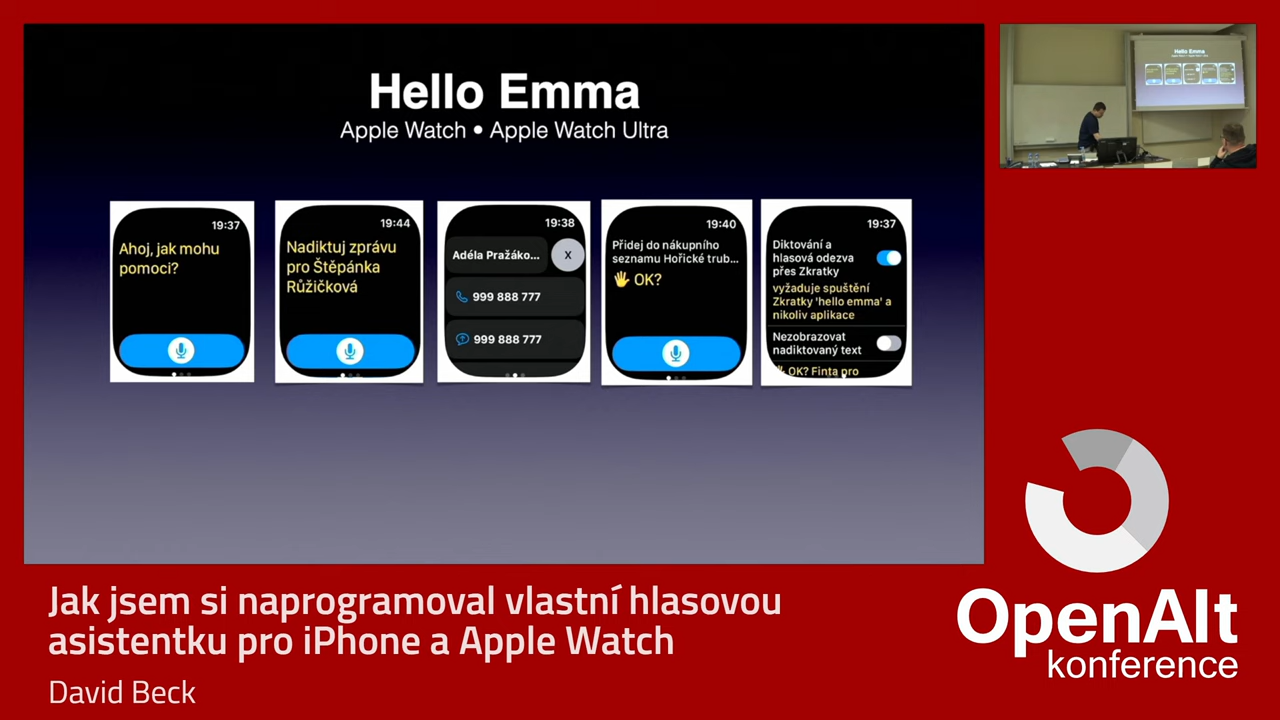 Hello Emma
Apple Watch • Apple Watch Ultra
19:37
Ahoj, jak mohu
pomoci?
19:44
Nadiktuj zprávu
pro Štěpánka
Růžičková
19:38
Adéla Pražáko...
X
999 888 777
999 888 777
19:40
Přidej do nákupního
seznamu Hořické trub...
🖐 OK?
19:37
Diktování a
hlasová odezva
přes Zkratky
vyžaduje spuštění
Zkratky 'hello emma' a
nikoliv aplikace
Nezobrazovat
nadiktovaný text
OK? Finta pro
Hello Emma
Jak jsem si naprogramoval vlastní hlasovou
asistentku pro iPhone a Apple Watch
David Beck
OpenAlt
konference